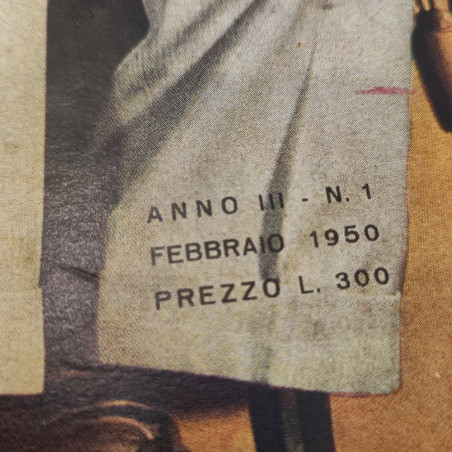 ANNO III - N. 1
FEBBRAIO 1950
PREZZO L. 300